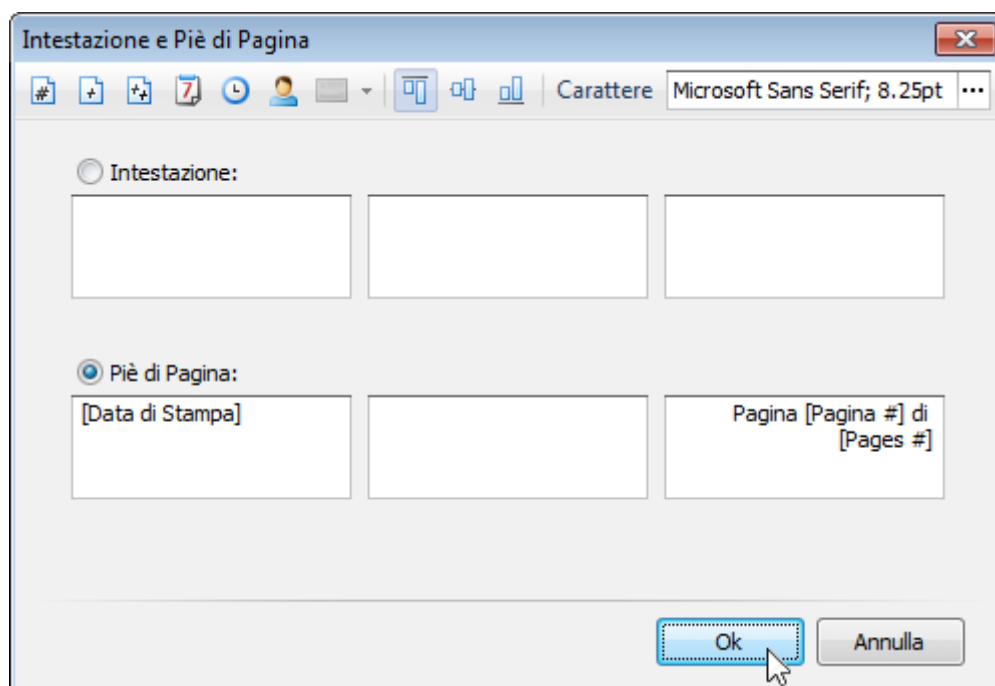 Intestazione e Piè di Pagina
# + ++ 7 Carattere Microsoft Sans Serif; 8.25pt ...
Intestazione:
Piè di Pagina:
[Data di Stampa] Pagina [Pagina #] di
[Pages #]
Ok Annulla